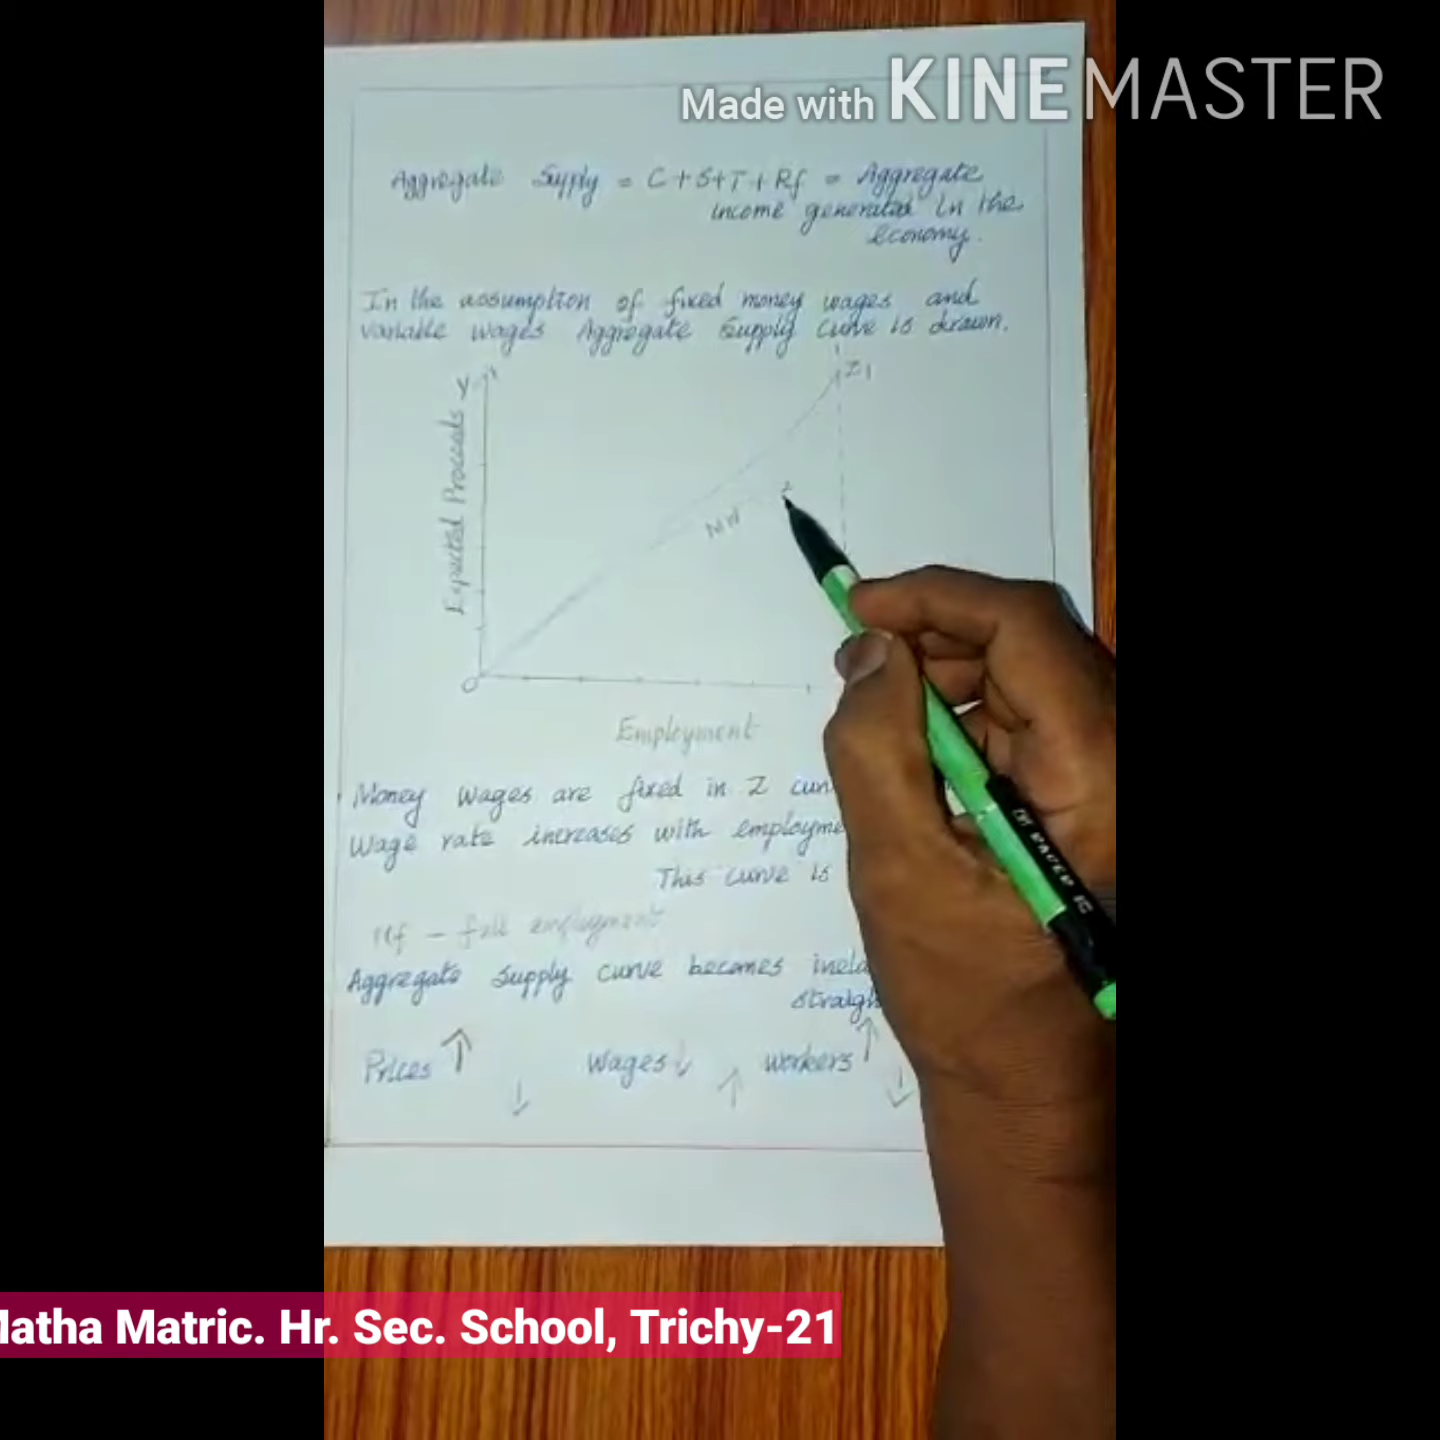 Made with KINEMASTER
Aggregate Supply = C + S + T + Rf = Aggregate
income generated in the
Economy.
In the assumption of fixed money wages and
variable wages Aggregate Supply curve is drawn.
Y
Z1
Expected Proceeds
Z
O
Employment
Money wages are fixed in Z
Wage rate increases with
This curve is
Nf - full employment
Aggregate supply curve becomes
Prices ↑ Wages ↓ workers ↑
↓ ↑ ↓
Matric. Hr. Sec. School, Trichy-21